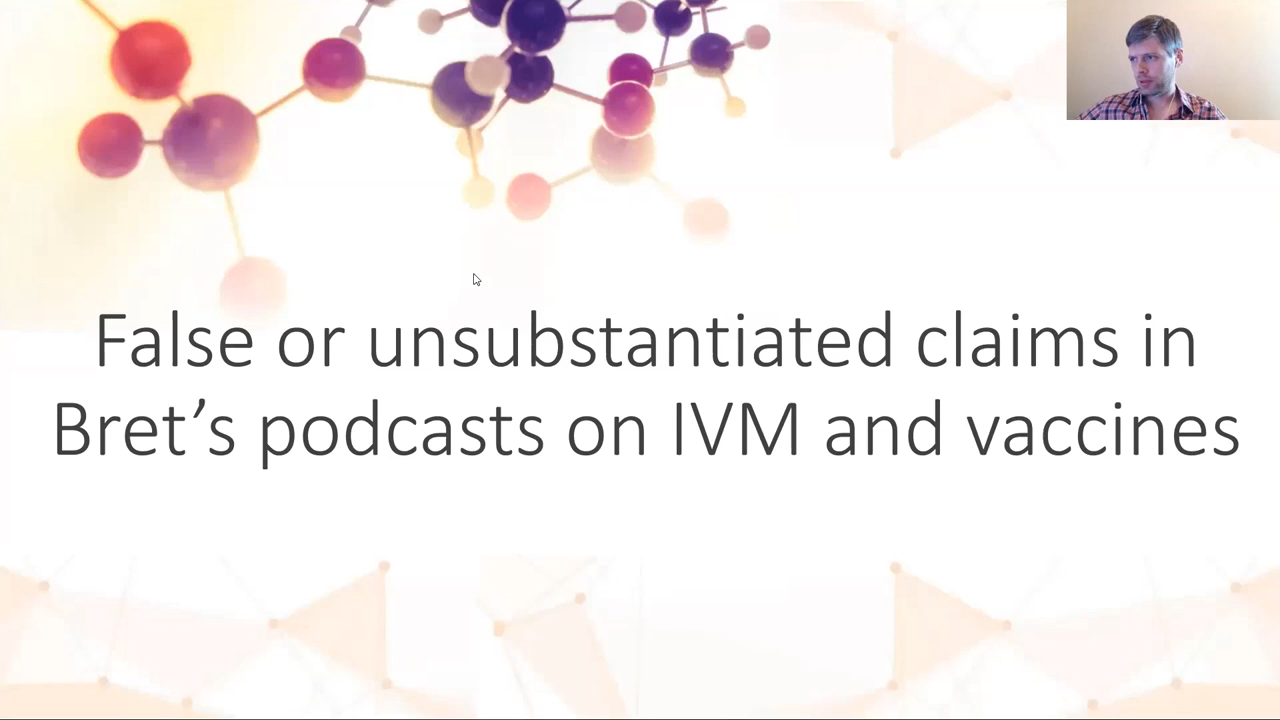 False or unsubstantiated claims in
Bret’s podcasts on IVM and vaccines